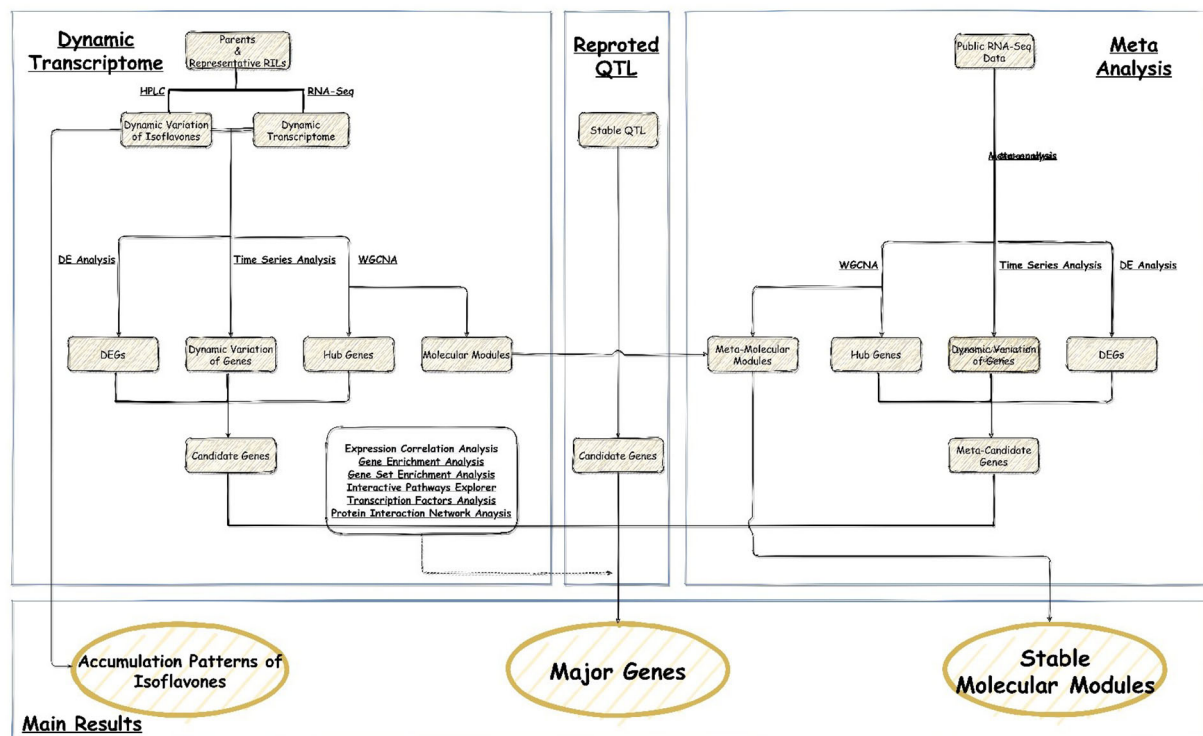 Dynamic
Transcriptome
Parents
&
Representative RILs
HPLC
RNA-Seq
Dynamic Variation
of Isoflavones
Dynamic
Transcriptome
DE Analysis
Time Series Analysis
WGCNA
DEGs
Dynamic Variation
of Genes
Hub Genes
Molecular Modules
Candidate Genes
Expression Correlation Analysis
Gene Enrichment Analysis
Gene Set Enrichment Analysis
Interactive Pathways Explorer
Transcription Factors Analysis
Protein Interaction Network Anaysis
Reproted
QTL
Stable QTL
Candidate Genes
Meta
Analysis
Public RNA-Seq
Data
Meta-analysis
WGCNA
Time Series Analysis
DE Analysis
Meta-Molecular
Modules
Hub Genes
Dynamic Variation
of Genes
DEGs
Meta-Candidate
Genes
Accumulation Patterns of
Isoflavones
Major Genes
Stable
Molecular Modules
Main Results